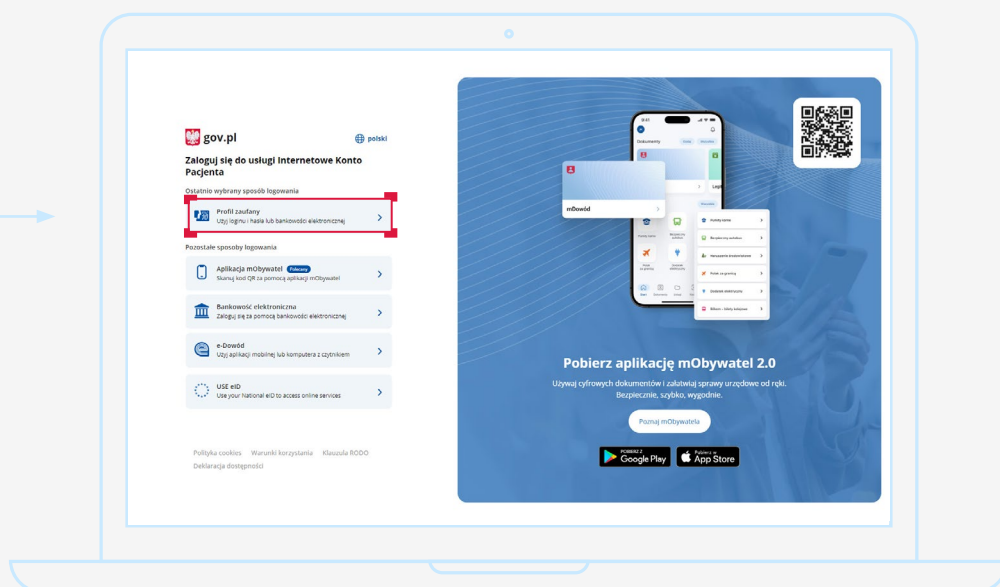 gov.pl
polski
Zaloguj się do usługi Internetowe Konto
Pacjenta
Ostatnio wybrany sposób logowania
Profil zaufany
Użyj loginu i hasła lub bankowości elektronicznej
Pozostałe sposoby logowania
Aplikacja mObywatel Polecany
Skanuj kod QR za pomocą aplikacji mObywatel
Bankowość elektroniczna
Zaloguj się za pomocą bankowości elektronicznej
e-Dowód
Użyj aplikacji mobilnej lub komputera z czytnikiem
USE eID
Use your National eID to access online services
Polityka cookies Warunki korzystania Klauzula RODO
Deklaracja dostępności
Dokumenty
mDowód
Pobierz aplikację mObywatel 2.0
Używaj cyfrowych dokumentów i załatwiaj sprawy urzędowe od ręki.
Bezpiecznie, szybko, wygodnie.
Poznaj mObywatela
POBIERZ Z
Google Play
Pobierz w
App Store